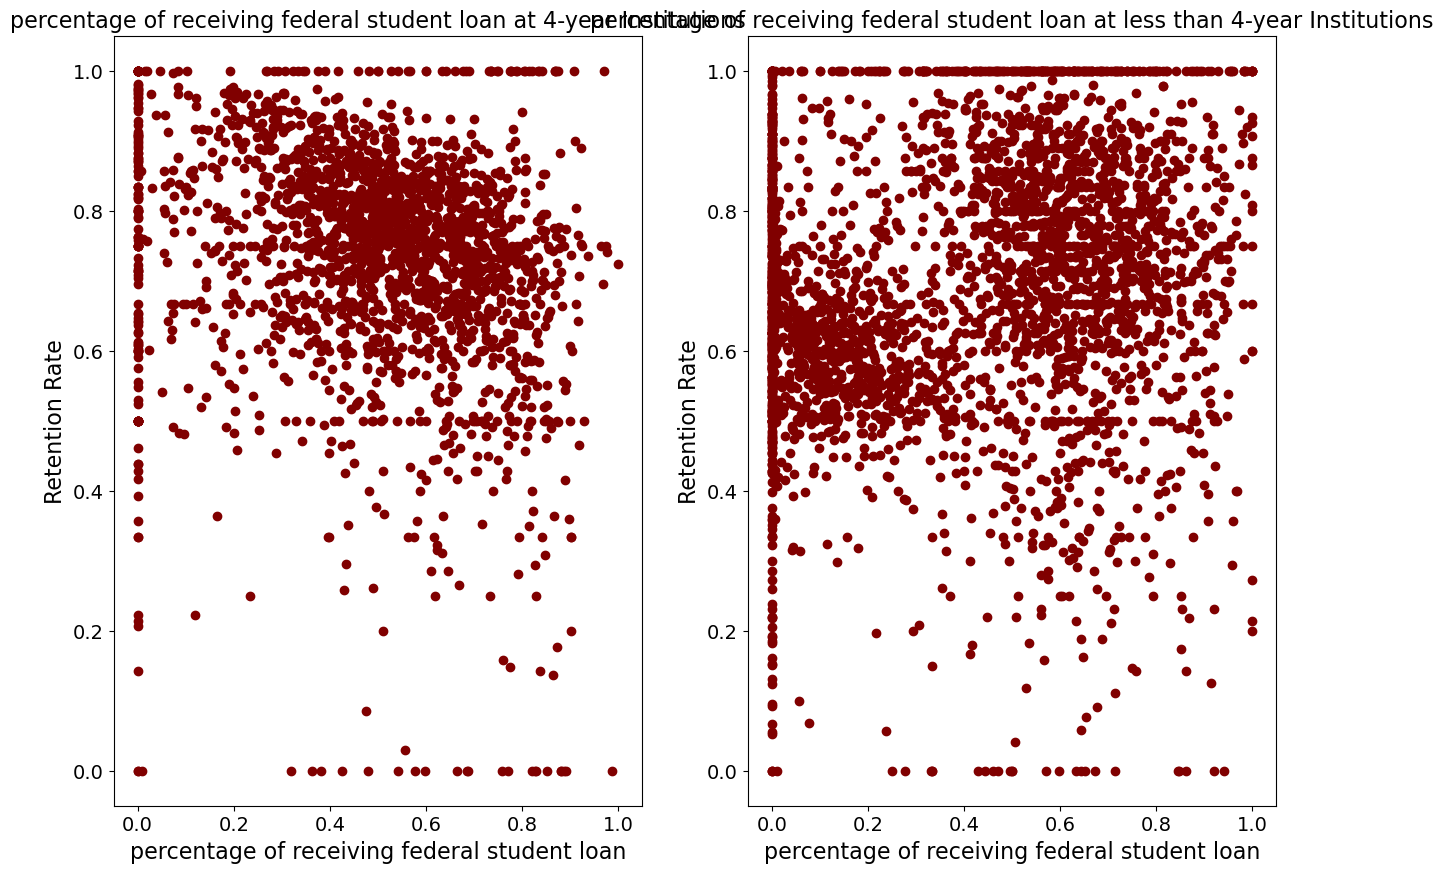 percentage of receiving federal student loan at 4-year Institutions
percentage of receiving federal student loan at less than 4-year Institutions
1.0
0.8
0.6
0.4
0.2
0.0
Retention Rate
0.0 0.2 0.4 0.6 0.8 1.0
percentage of receiving federal student loan
1.0
0.8
0.6
0.4
0.2
0.0
Retention Rate
0.0 0.2 0.4 0.6 0.8 1.0
percentage of receiving federal student loan